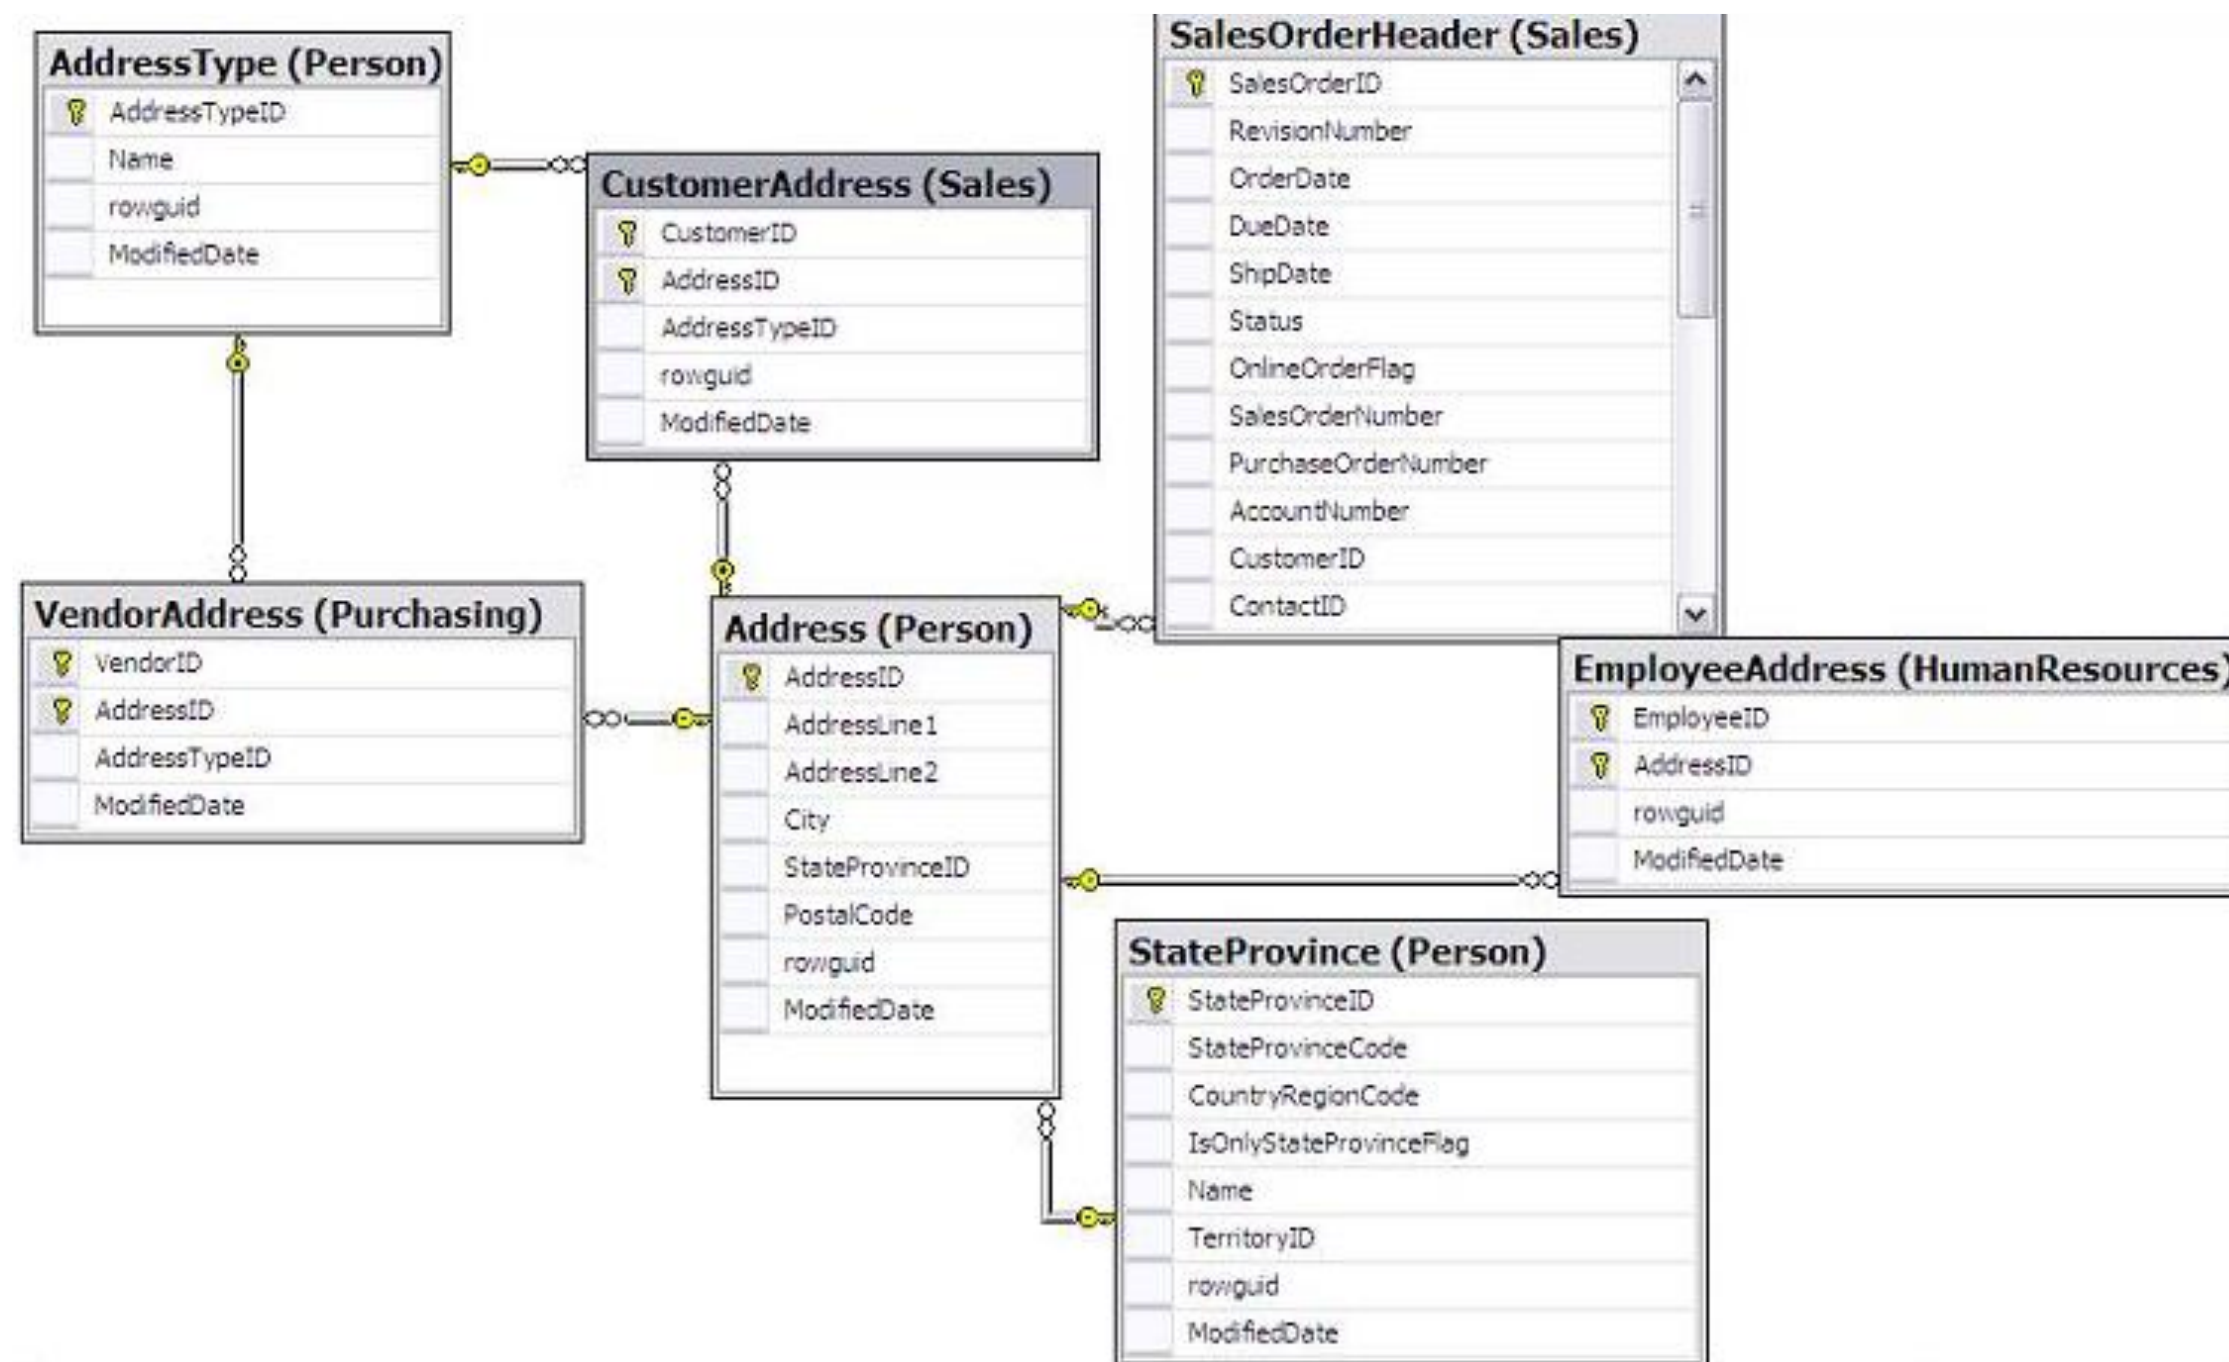 AddressType (Person)
AddressTypeID
Name
rowguid
ModifiedDate
CustomerAddress (Sales)
CustomerID
AddressID
AddressTypeID
rowguid
ModifiedDate
SalesOrderHeader (Sales)
SalesOrderID
RevisionNumber
OrderDate
DueDate
ShipDate
Status
OnlineOrderFlag
SalesOrderNumber
PurchaseOrderNumber
AccountNumber
CustomerID
ContactID
VendorAddress (Purchasing)
VendorID
AddressID
AddressTypeID
ModifiedDate
Address (Person)
AddressID
AddressLine1
AddressLine2
City
StateProvinceID
PostalCode
rowguid
ModifiedDate
EmployeeAddress (HumanResources)
EmployeeID
AddressID
rowguid
ModifiedDate
StateProvince (Person)
StateProvinceID
StateProvinceCode
CountryRegionCode
IsOnlyStateProvinceFlag
Name
TerritoryID
rowguid
ModifiedDate